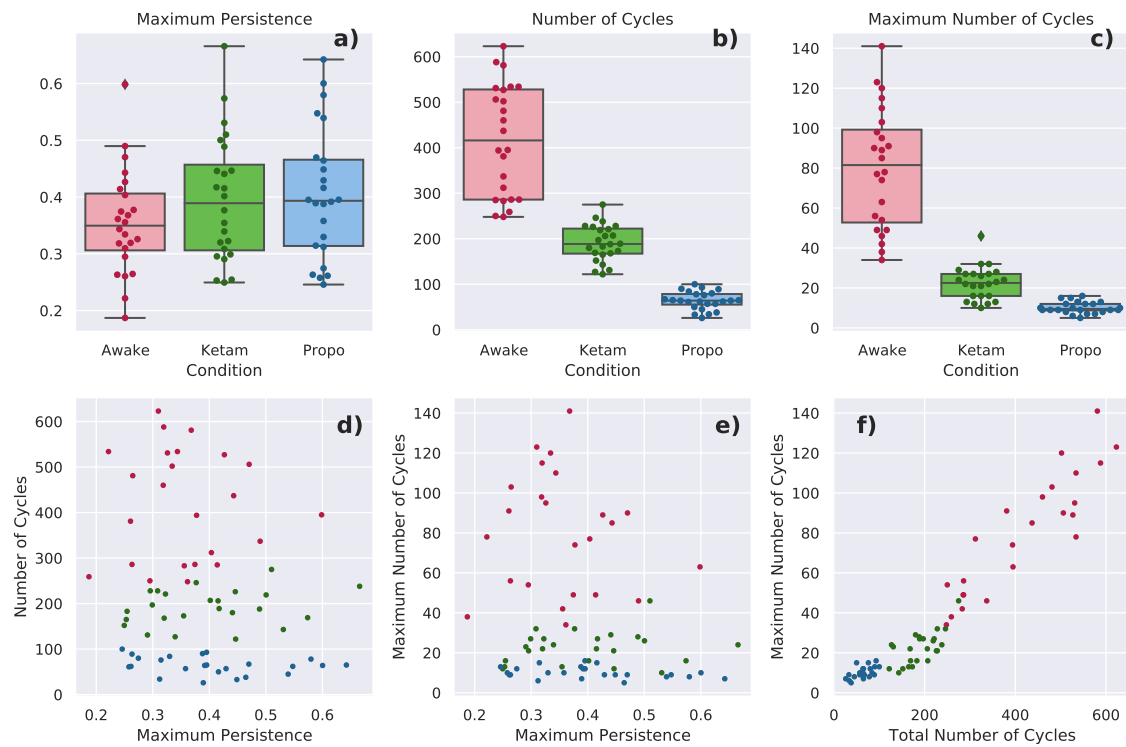 Maximum Persistence
a)
0.6
0.5
0.4
0.3
0.2
Awake Ketam Propo
Condition
Number of Cycles
b)
600
500
400
300
200
100
0
Awake Ketam Propo
Condition
Maximum Number of Cycles
c)
140
120
100
80
60
40
20
0
Awake Ketam Propo
Condition
d)
Number of Cycles
600
500
400
300
200
100
0
0.2 0.3 0.4 0.5 0.6
Maximum Persistence
e)
Maximum Number of Cycles
140
120
100
80
60
40
20
0
0.2 0.3 0.4 0.5 0.6
Maximum Persistence
f)
Maximum Number of Cycles
140
120
100
80
60
40
20
0
0 200 400 600
Total Number of Cycles